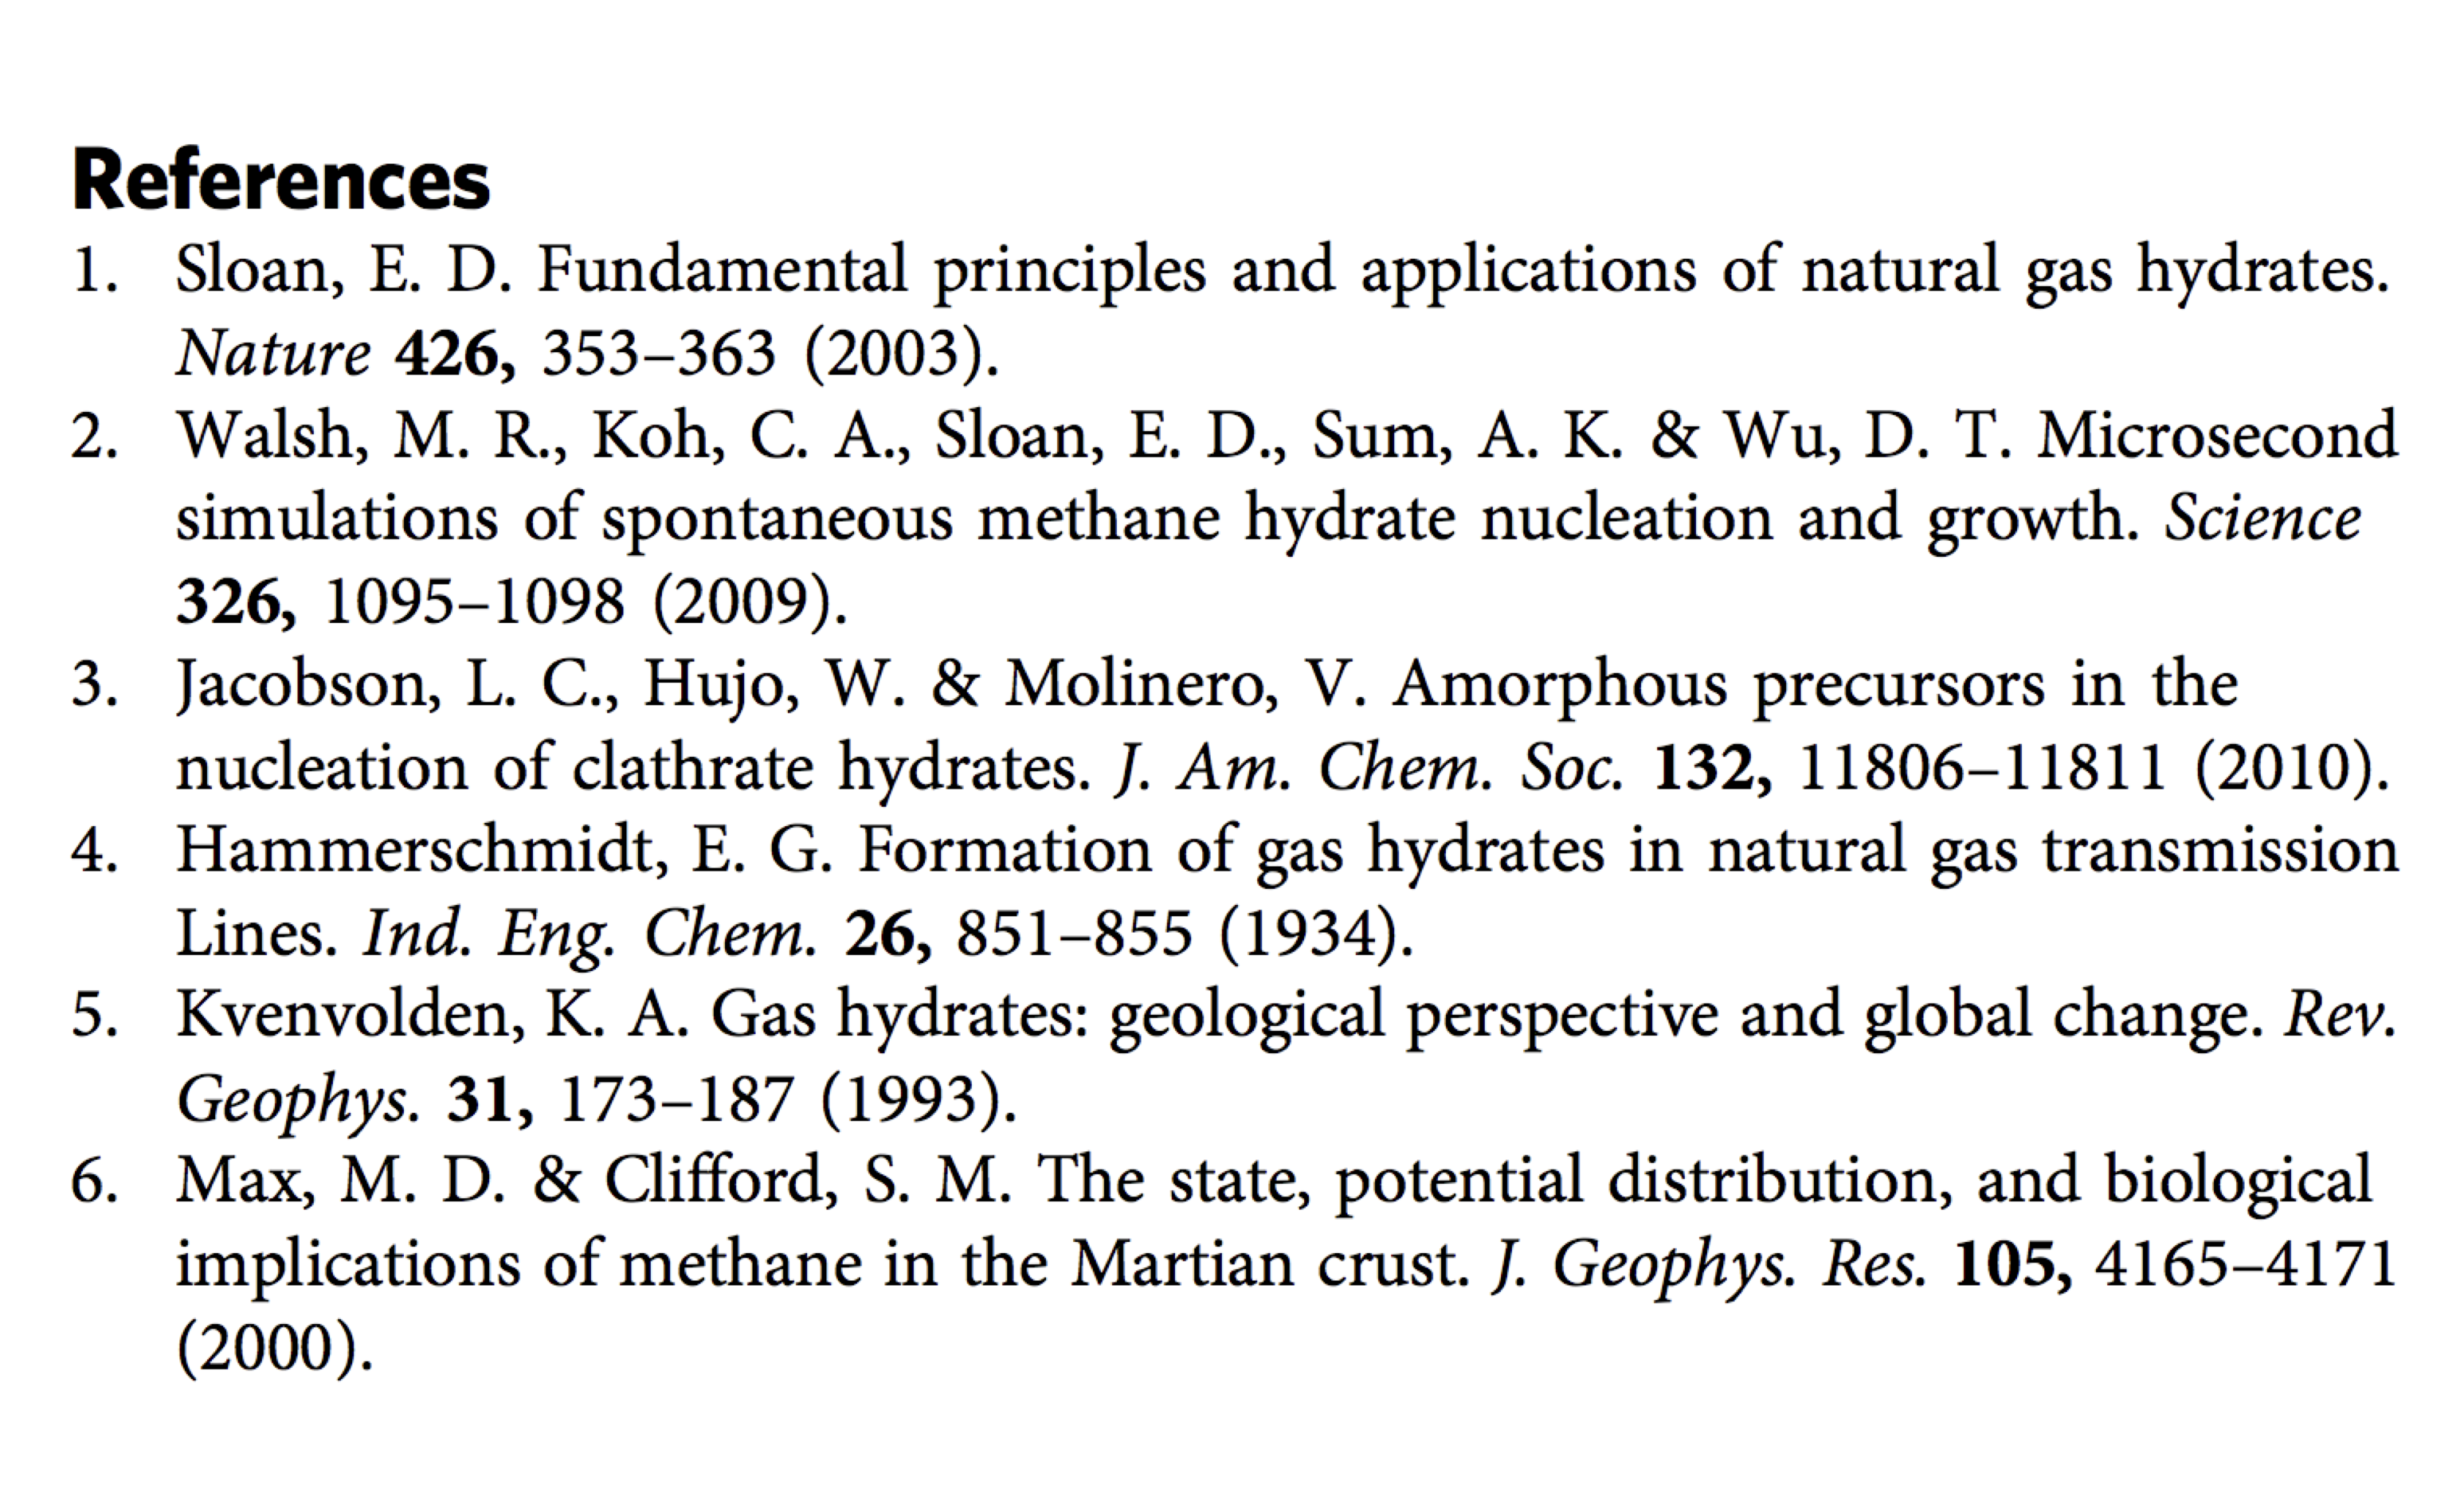 References
1. Sloan, E. D. Fundamental principles and applications of natural gas hydrates.
Nature 426, 353–363 (2003).
2. Walsh, M. R., Koh, C. A., Sloan, E. D., Sum, A. K. & Wu, D. T. Microsecond
simulations of spontaneous methane hydrate nucleation and growth. Science
326, 1095–1098 (2009).
3. Jacobson, L. C., Hujo, W. & Molinero, V. Amorphous precursors in the
nucleation of clathrate hydrates. J. Am. Chem. Soc. 132, 11806–11811 (2010).
4. Hammerschmidt, E. G. Formation of gas hydrates in natural gas transmission
Lines. Ind. Eng. Chem. 26, 851–855 (1934).
5. Kvenvolden, K. A. Gas hydrates: geological perspective and global change. Rev.
Geophys. 31, 173–187 (1993).
6. Max, M. D. & Clifford, S. M. The state, potential distribution, and biological
implications of methane in the Martian crust. J. Geophys. Res. 105, 4165–4171
(2000).